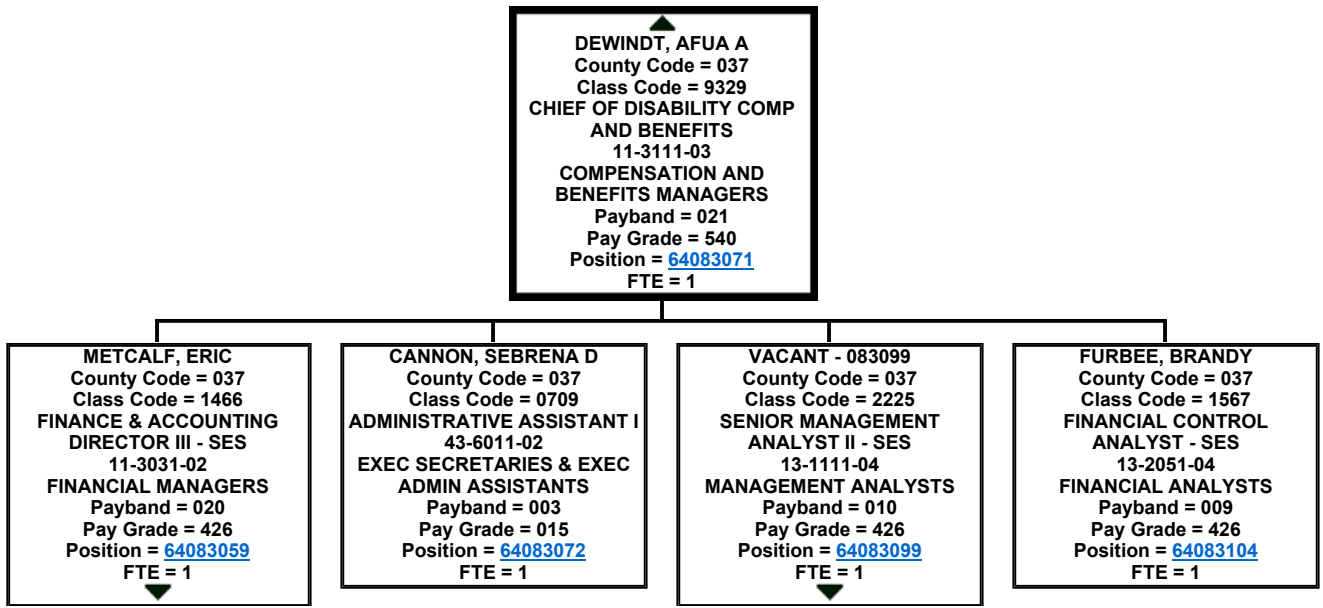 DEWINDT, AFUA A
County Code = 037
Class Code = 9329
CHIEF OF DISABILITY COMP
AND BENEFITS
11-3111-03
COMPENSATION AND
BENEFITS MANAGERS
Payband = 021
Pay Grade = 540
Position = 64083071
FTE = 1
METCALF, ERIC
County Code = 037
Class Code = 1466
FINANCE & ACCOUNTING
DIRECTOR III - SES
11-3031-02
FINANCIAL MANAGERS
Payband = 020
Pay Grade = 426
Position = 64083059
FTE = 1
CANNON, SEBRENA D
County Code = 037
Class Code = 0709
ADMINISTRATIVE ASSISTANT I
43-6011-02
EXEC SECRETARIES & EXEC
ADMIN ASSISTANTS
Payband = 003
Pay Grade = 015
Position = 64083072
FTE = 1
VACANT - 083099
County Code = 037
Class Code = 2225
SENIOR MANAGEMENT
ANALYST II - SES
13-1111-04
MANAGEMENT ANALYSTS
Payband = 010
Pay Grade = 426
Position = 64083099
FTE = 1
FURBEE, BRANDY
County Code = 037
Class Code = 1567
FINANCIAL CONTROL
ANALYST - SES
13-2051-04
FINANCIAL ANALYSTS
Payband = 009
Pay Grade = 426
Position = 64083104
FTE = 1